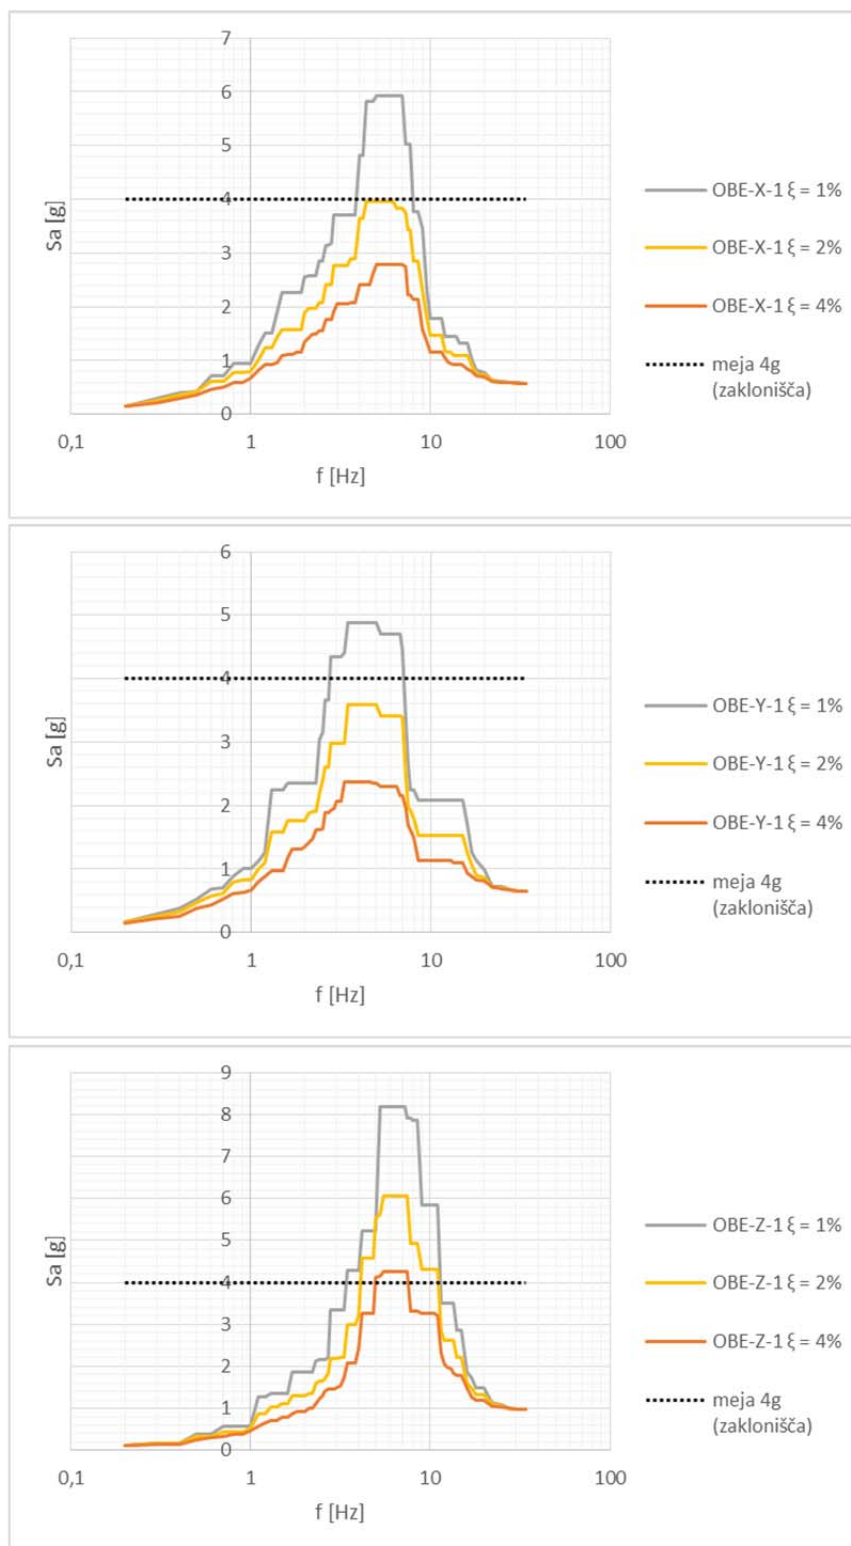 7
6
5
4
3
2
1
0
Sa [g]
0,1
1
10
100
f [Hz]
OBE-X-1 ξ = 1%
OBE-X-1 ξ = 2%
OBE-X-1 ξ = 4%
meja 4g
(zaklonišča)
6
5
4
3
2
1
0
Sa [g]
0,1
1
10
100
f [Hz]
OBE-Y-1 ξ = 1%
OBE-Y-1 ξ = 2%
OBE-Y-1 ξ = 4%
meja 4g
(zaklonišča)
9
8
7
6
5
4
3
2
1
0
Sa [g]
0,1
1
10
100
f [Hz]
OBE-Z-1 ξ = 1%
OBE-Z-1 ξ = 2%
OBE-Z-1 ξ = 4%
meja 4g
(zaklonišča)